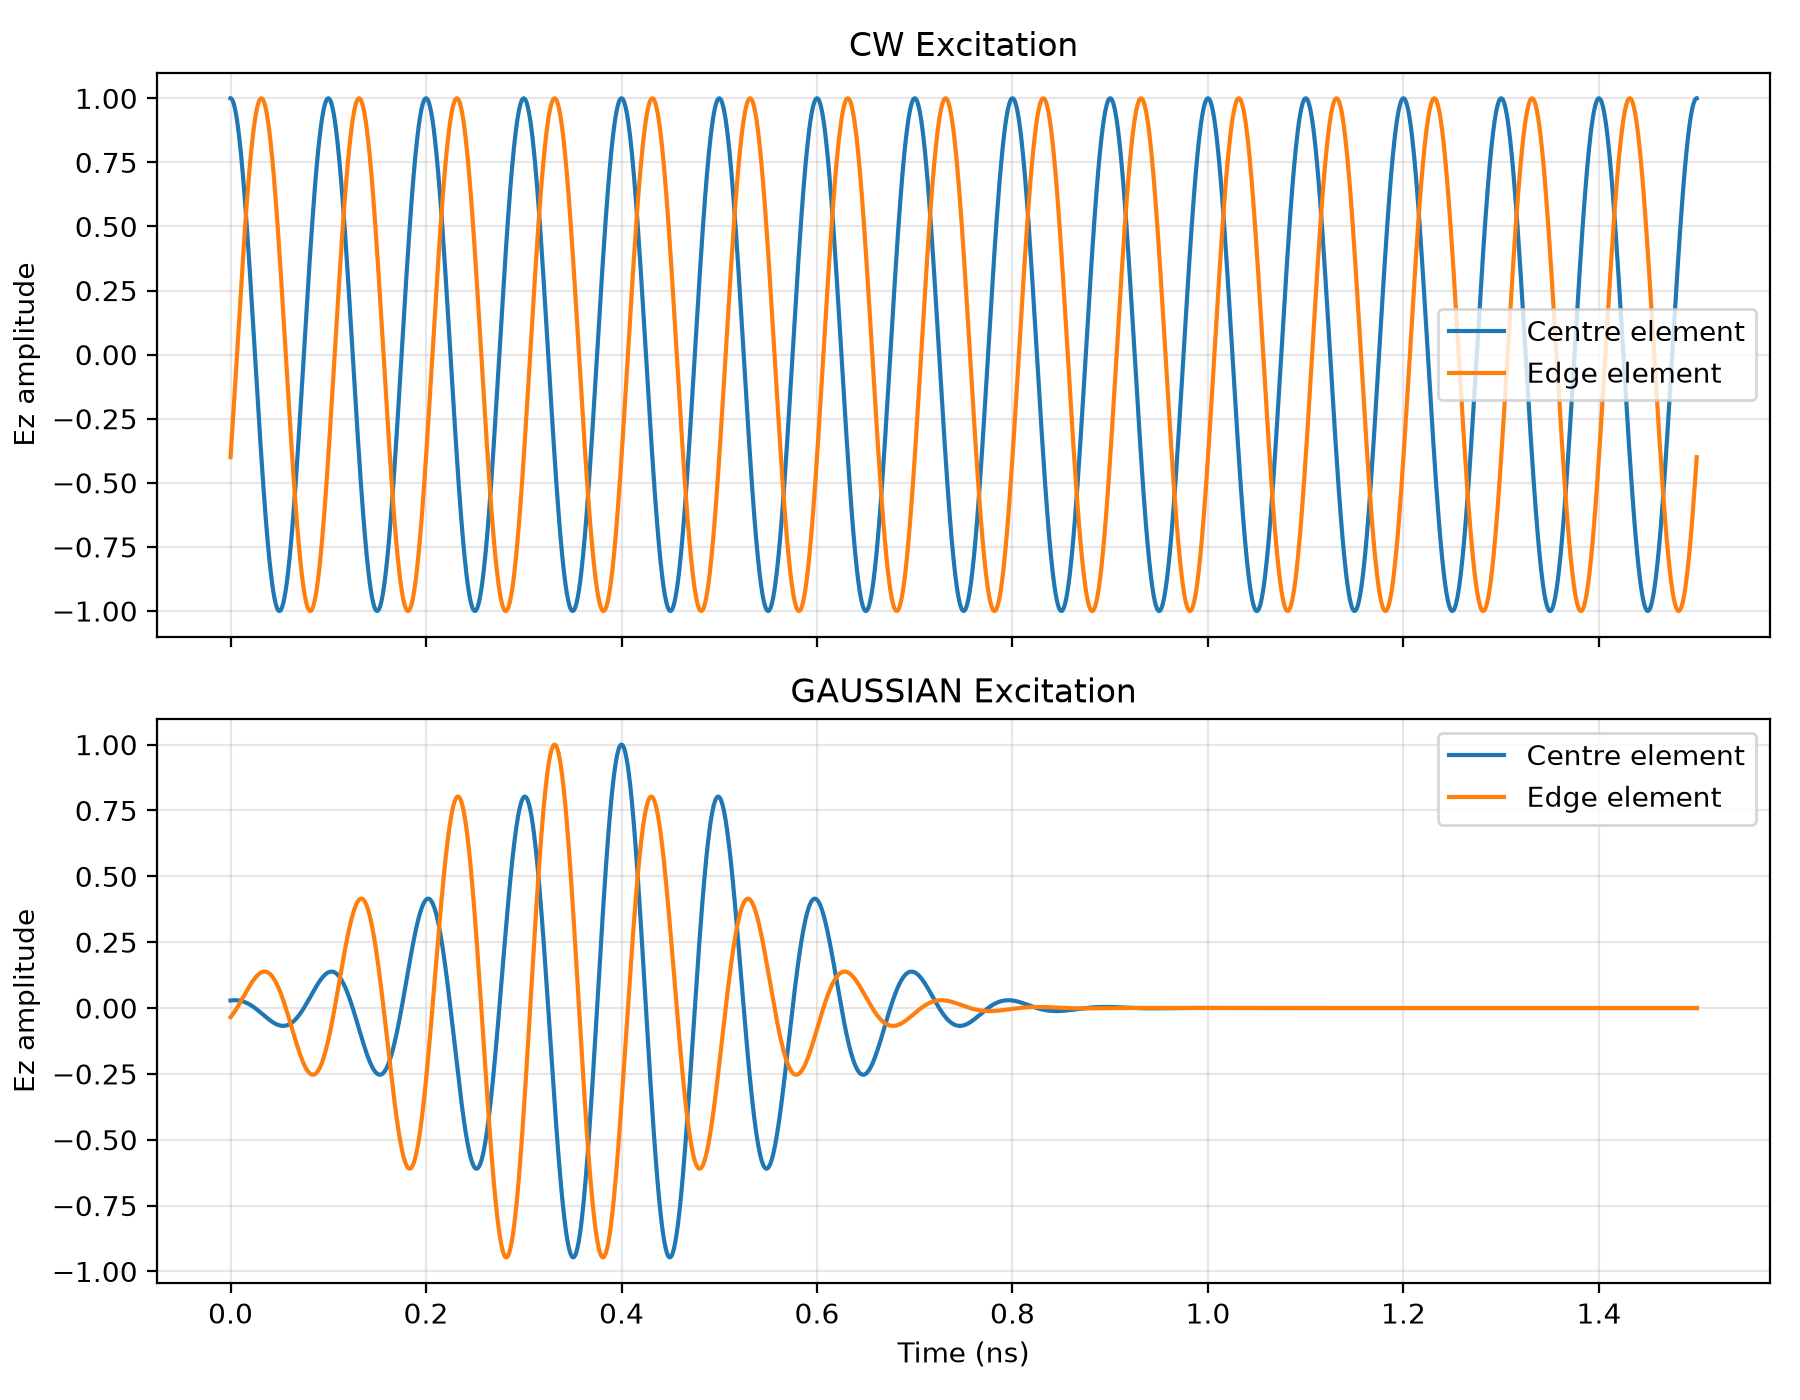 CW Excitation
1.00
0.75
0.50
0.25
0.00
−0.25
−0.50
−0.75
−1.00
Ez amplitude
Centre element
Edge element
GAUSSIAN Excitation
1.00
0.75
0.50
0.25
0.00
−0.25
−0.50
−0.75
−1.00
Ez amplitude
Centre element
Edge element
0.0 0.2 0.4 0.6 0.8 1.0 1.2 1.4
Time (ns)